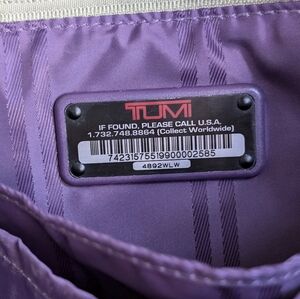 TUMI
IF FOUND, PLEASE CALL U.S.A.
1.732.748.8864 (Collect Worldwide)
74231575519900002585
4892WLW